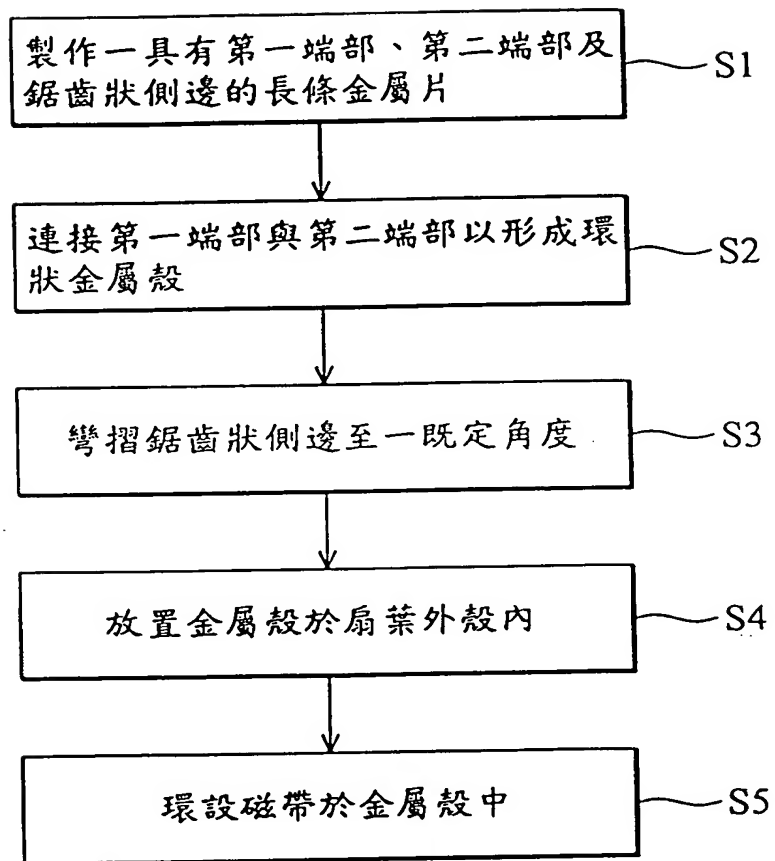 製作一具有第一端部、第二端部及
鋸齒狀側邊的長條金屬片
S1
連接第一端部與第二端部以形成環
狀金屬殼
S2
彎摺鋸齒狀側邊至一既定角度
S3
放置金屬殼於扇葉外殼內
S4
環設磁帶於金屬殼中
S5